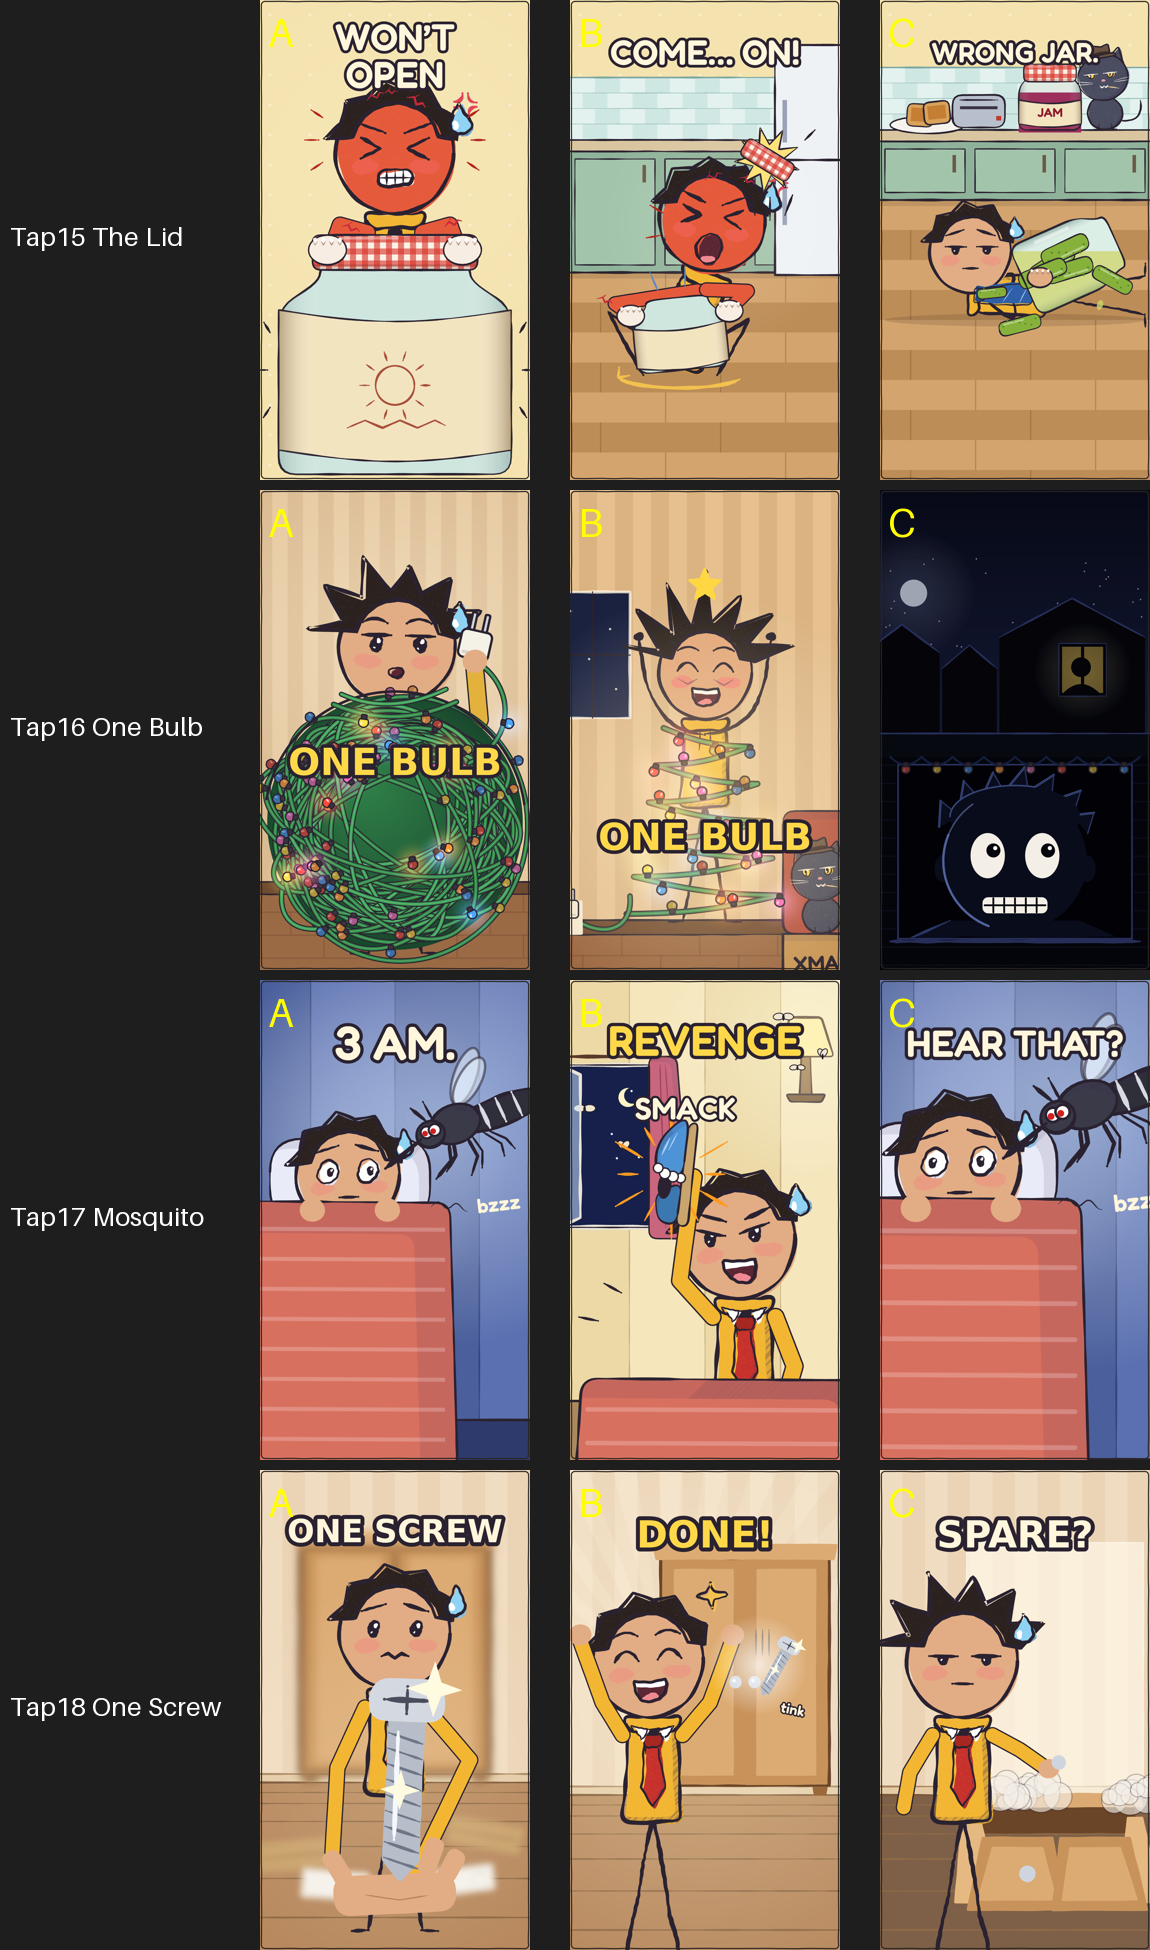 Tap15 The Lid
A
WON'T
OPEN
B
COME... ON!
C
WRONG JAR.
JAM
Tap16 One Bulb
A
ONE BULB
B
ONE BULB
XMA
C
Tap17 Mosquito
A
3 AM.
bzzz
B
REVENGE
SMACK
C
HEAR THAT?
bzz
Tap18 One Screw
A
ONE SCREW
B
DONE!
tink
C
SPARE?